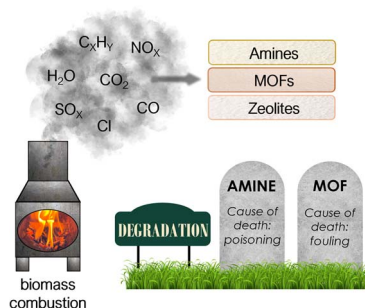 CₓHᵧ NOₓ
H₂O CO₂
SOₓ CO
Cl
Amines
MOFs
Zeolites
biomass
combustion
DEGRADATION
AMINE
Cause of
death:
poisoning
MOF
Cause of
death:
fouling